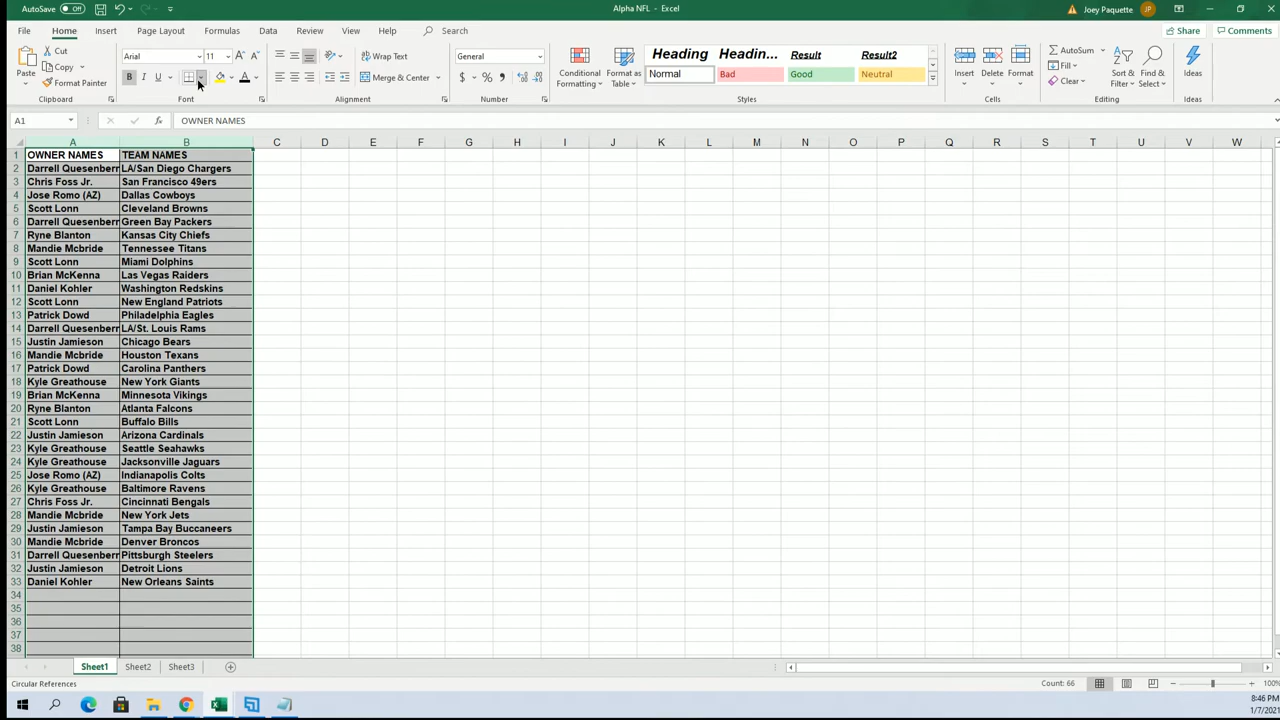 AutoSave Off Alpha NFL - Excel Joey Paquette JP
File Home Insert Page Layout Formulas Data Review View Help Search Share Comments
Paste Cut Copy Format Painter Clipboard
Arial 11 B I U Font
Wrap Text Merge & Center Alignment
General $ % Number
Conditional Formatting Format as Table
Heading Headin... Result Result2
Normal Bad Good Neutral
Styles
Insert Delete Format Cells
AutoSum Fill Clear Sort & Filter Find & Select Editing
Ideas Ideas
A1 fx OWNER NAMES
A B C D E F G H I J K L M N O P Q R S T U V W
1 OWNER NAMES TEAM NAMES
2 Darrell Quesenberr LA/San Diego Chargers
3 Chris Foss Jr. San Francisco 49ers
4 Jose Romo (AZ) Dallas Cowboys
5 Scott Lonn Cleveland Browns
6 Darrell Quesenberr Green Bay Packers
7 Ryne Blanton Kansas City Chiefs
8 Mandie Mcbride Tennessee Titans
9 Scott Lonn Miami Dolphins
10 Brian McKenna Las Vegas Raiders
11 Daniel Kohler Washington Redskins
12 Scott Lonn New England Patriots
13 Patrick Dowd Philadelphia Eagles
14 Darrell Quesenberr LA/St. Louis Rams
15 Justin Jamieson Chicago Bears
16 Mandie Mcbride Houston Texans
17 Patrick Dowd Carolina Panthers
18 Kyle Greathouse New York Giants
19 Brian McKenna Minnesota Vikings
20 Ryne Blanton Atlanta Falcons
21 Scott Lonn Buffalo Bills
22 Justin Jamieson Arizona Cardinals
23 Kyle Greathouse Seattle Seahawks
24 Kyle Greathouse Jacksonville Jaguars
25 Jose Romo (AZ) Indianapolis Colts
26 Kyle Greathouse Baltimore Ravens
27 Chris Foss Jr. Cincinnati Bengals
28 Mandie Mcbride New York Jets
29 Justin Jamieson Tampa Bay Buccaneers
30 Mandie Mcbride Denver Broncos
31 Darrell Quesenberr Pittsburgh Steelers
32 Justin Jamieson Detroit Lions
33 Daniel Kohler New Orleans Saints
34
35
36
37
38
Sheet1 Sheet2 Sheet3
Circular References Count: 66 100%
8:46 PM
1/7/2021